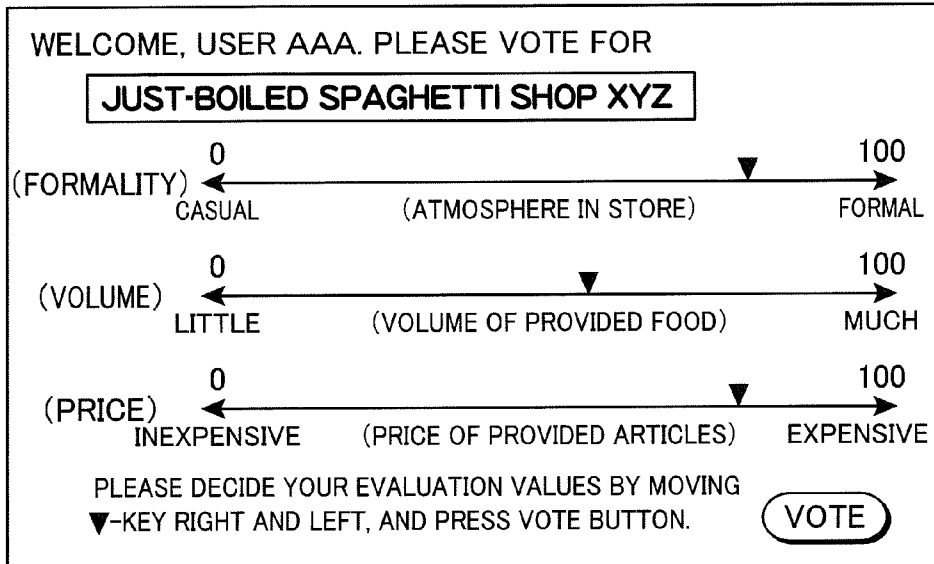 WELCOME, USER AAA. PLEASE VOTE FOR
JUST-BOILED SPAGHETTI SHOP XYZ
0 100
(FORMALITY)
CASUAL (ATMOSPHERE IN STORE) FORMAL
0 100
(VOLUME)
LITTLE (VOLUME OF PROVIDED FOOD) MUCH
0 100
(PRICE)
INEXPENSIVE (PRICE OF PROVIDED ARTICLES) EXPENSIVE
PLEASE DECIDE YOUR EVALUATION VALUES BY MOVING
▼-KEY RIGHT AND LEFT, AND PRESS VOTE BUTTON.
VOTE